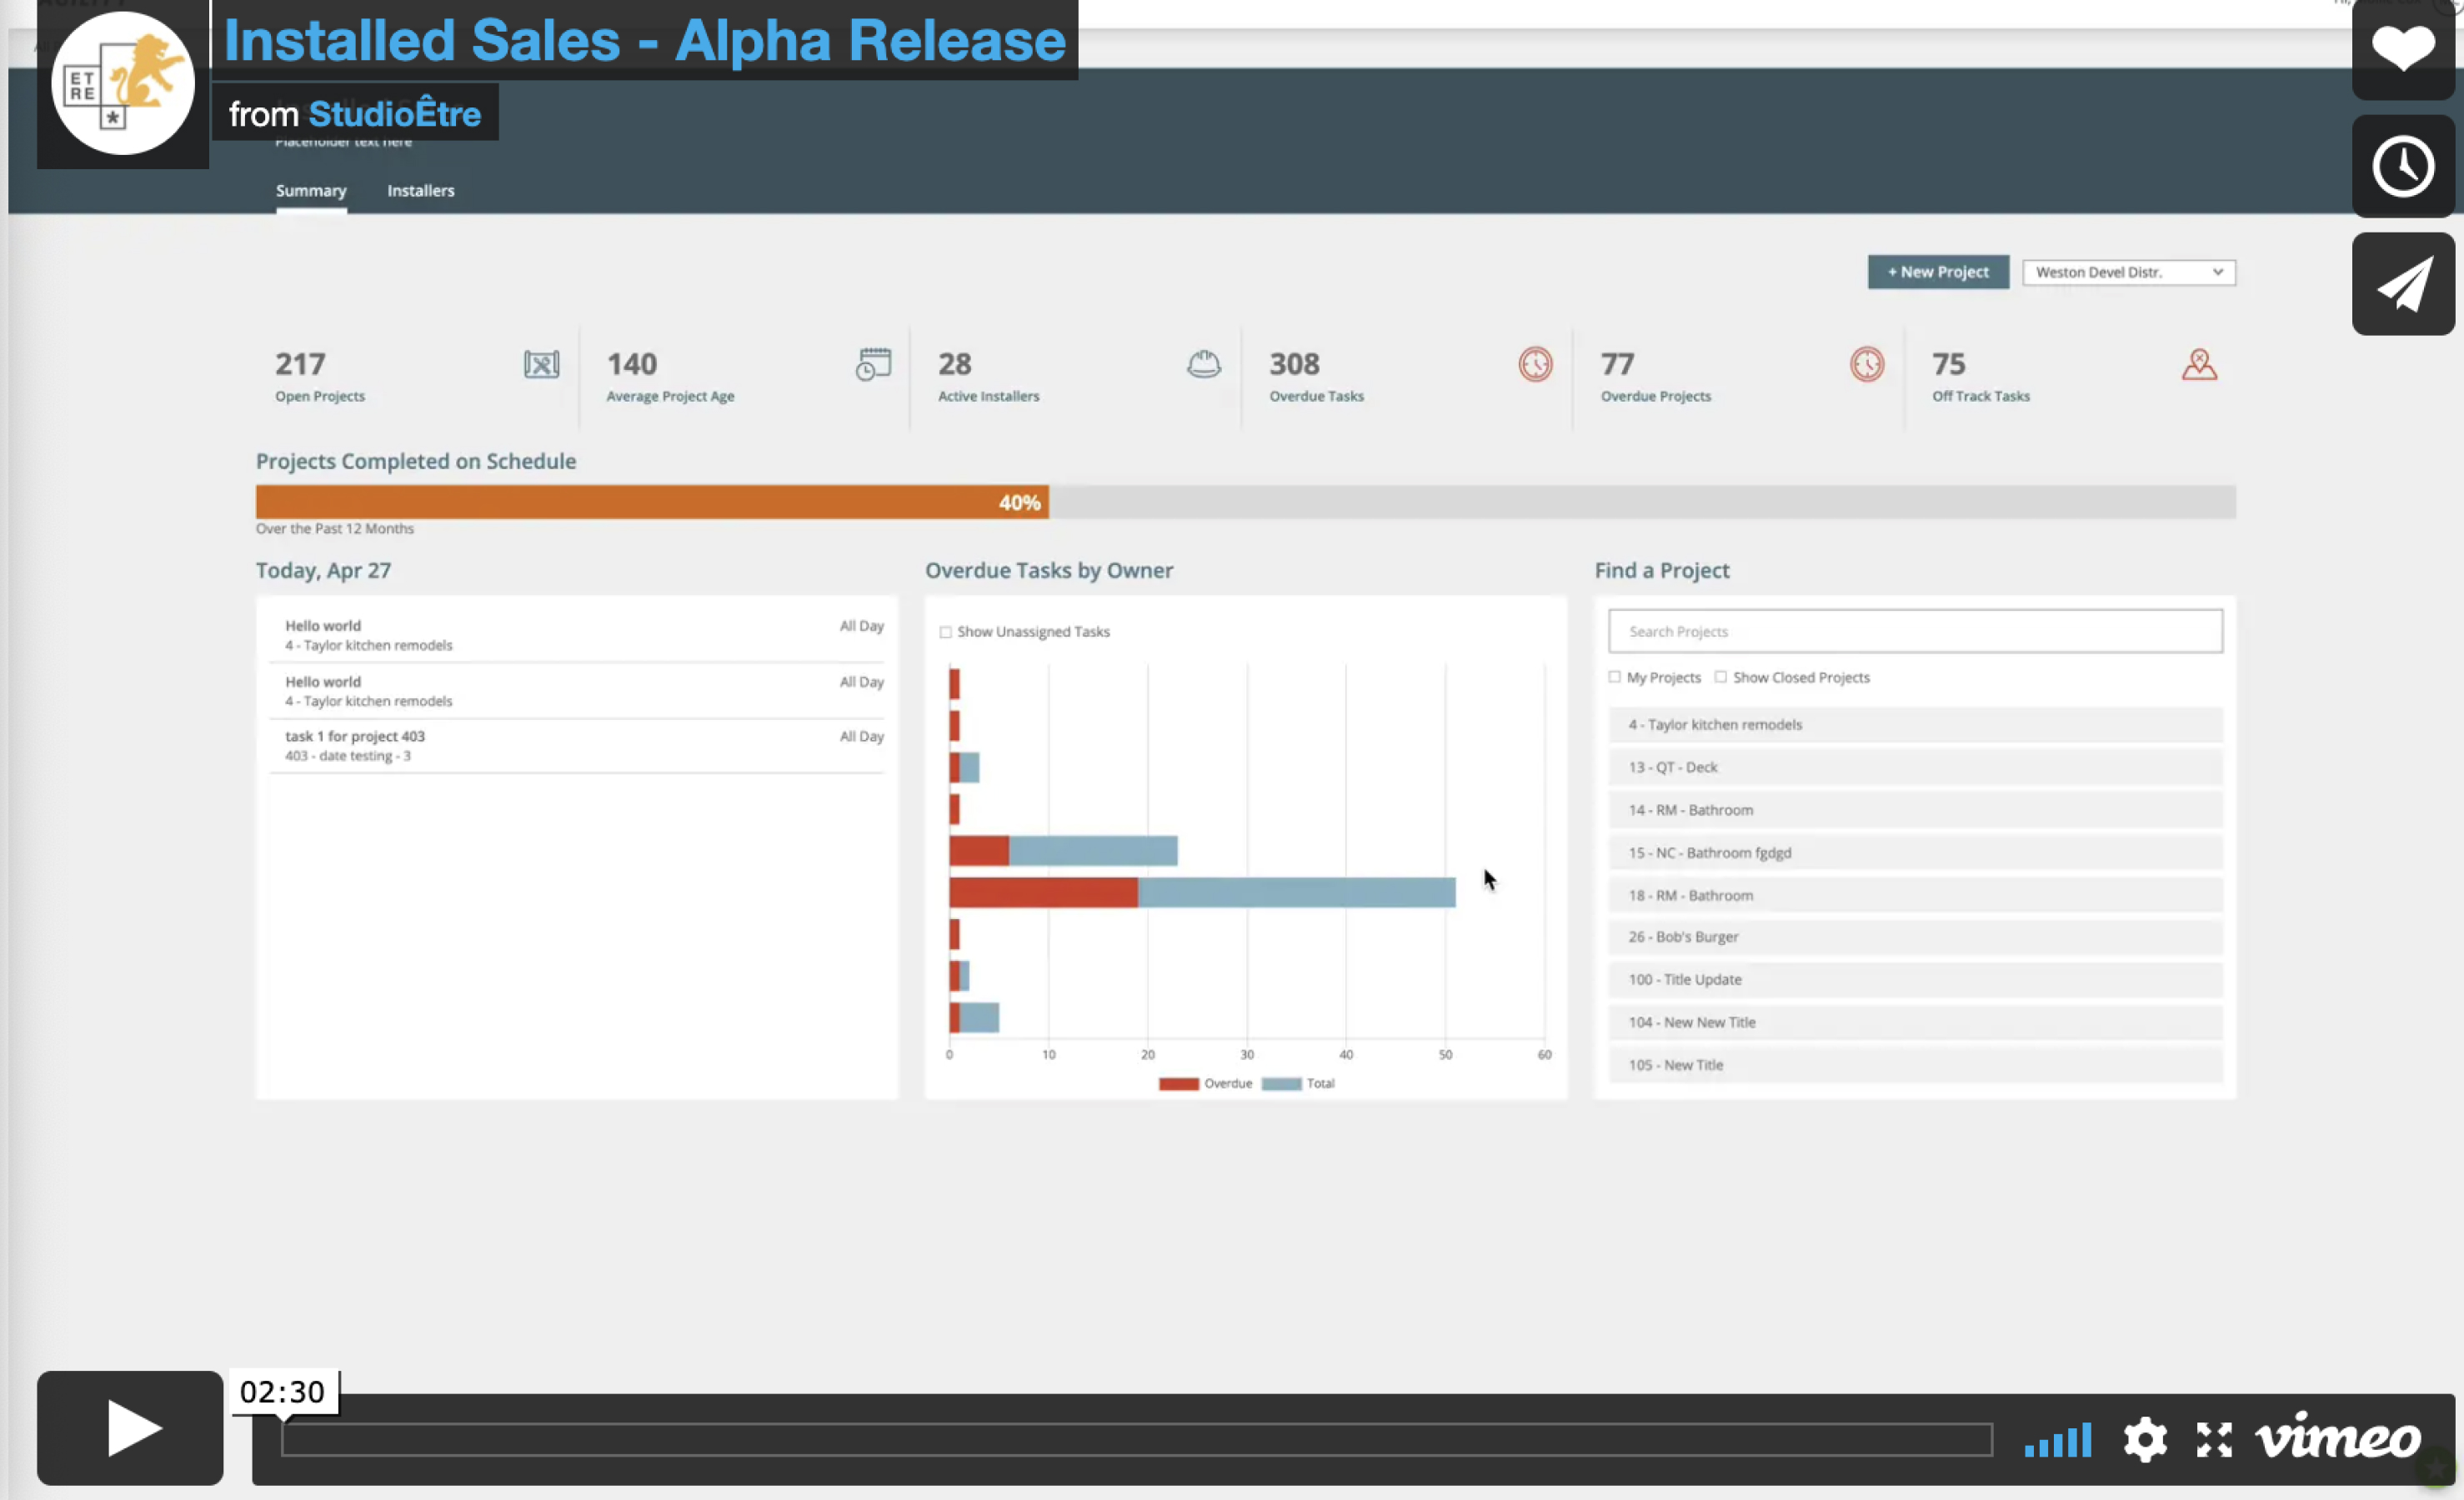 Installed Sales - Alpha Release
from StudioÊtre
ET
RE
*
Placeholder text here
Summary Installers
+ New Project Weston Devel Distr.
217 140 28 308 77 75
Open Projects Average Project Age Active Installers Overdue Tasks Overdue Projects Off Track Tasks
Projects Completed on Schedule
40%
Over the Past 12 Months
Today, Apr 27
Hello world All Day
4 - Taylor kitchen remodels
Hello world All Day
4 - Taylor kitchen remodels
task 1 for project 403 All Day
403 - date testing - 3
Overdue Tasks by Owner
Show Unassigned Tasks
0 10 20 30 40 50 60
Overdue Total
Find a Project
Search Projects
My Projects Show Closed Projects
4 - Taylor kitchen remodels
13 - QT - Deck
14 - RM - Bathroom
15 - NC - Bathroom fgdgd
18 - RM - Bathroom
26 - Bob's Burger
100 - Title Update
104 - New New Title
105 - New Title
02:30
vimeo